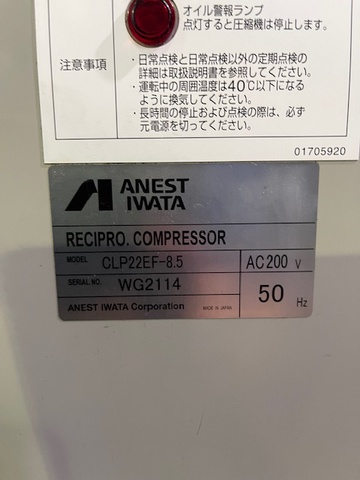 オイル警報ランプ
点灯すると圧縮機は停止します。
注意事項
・日常点検と日常点検以外の定期点検の
詳細は取扱説明書を参照してください。
・運転中の周囲温度は40℃以下になる
ように換気してください。
・長時間の停止および点検の際は、必ず
元電源を切ってください。
01705920
ANEST
IWATA
RECIPRO. COMPRESSOR
MODEL CLP22EF-8.5 AC200 V
SERIAL NO. WG2114 50 Hz
ANEST IWATA Corporation MADE IN JAPAN